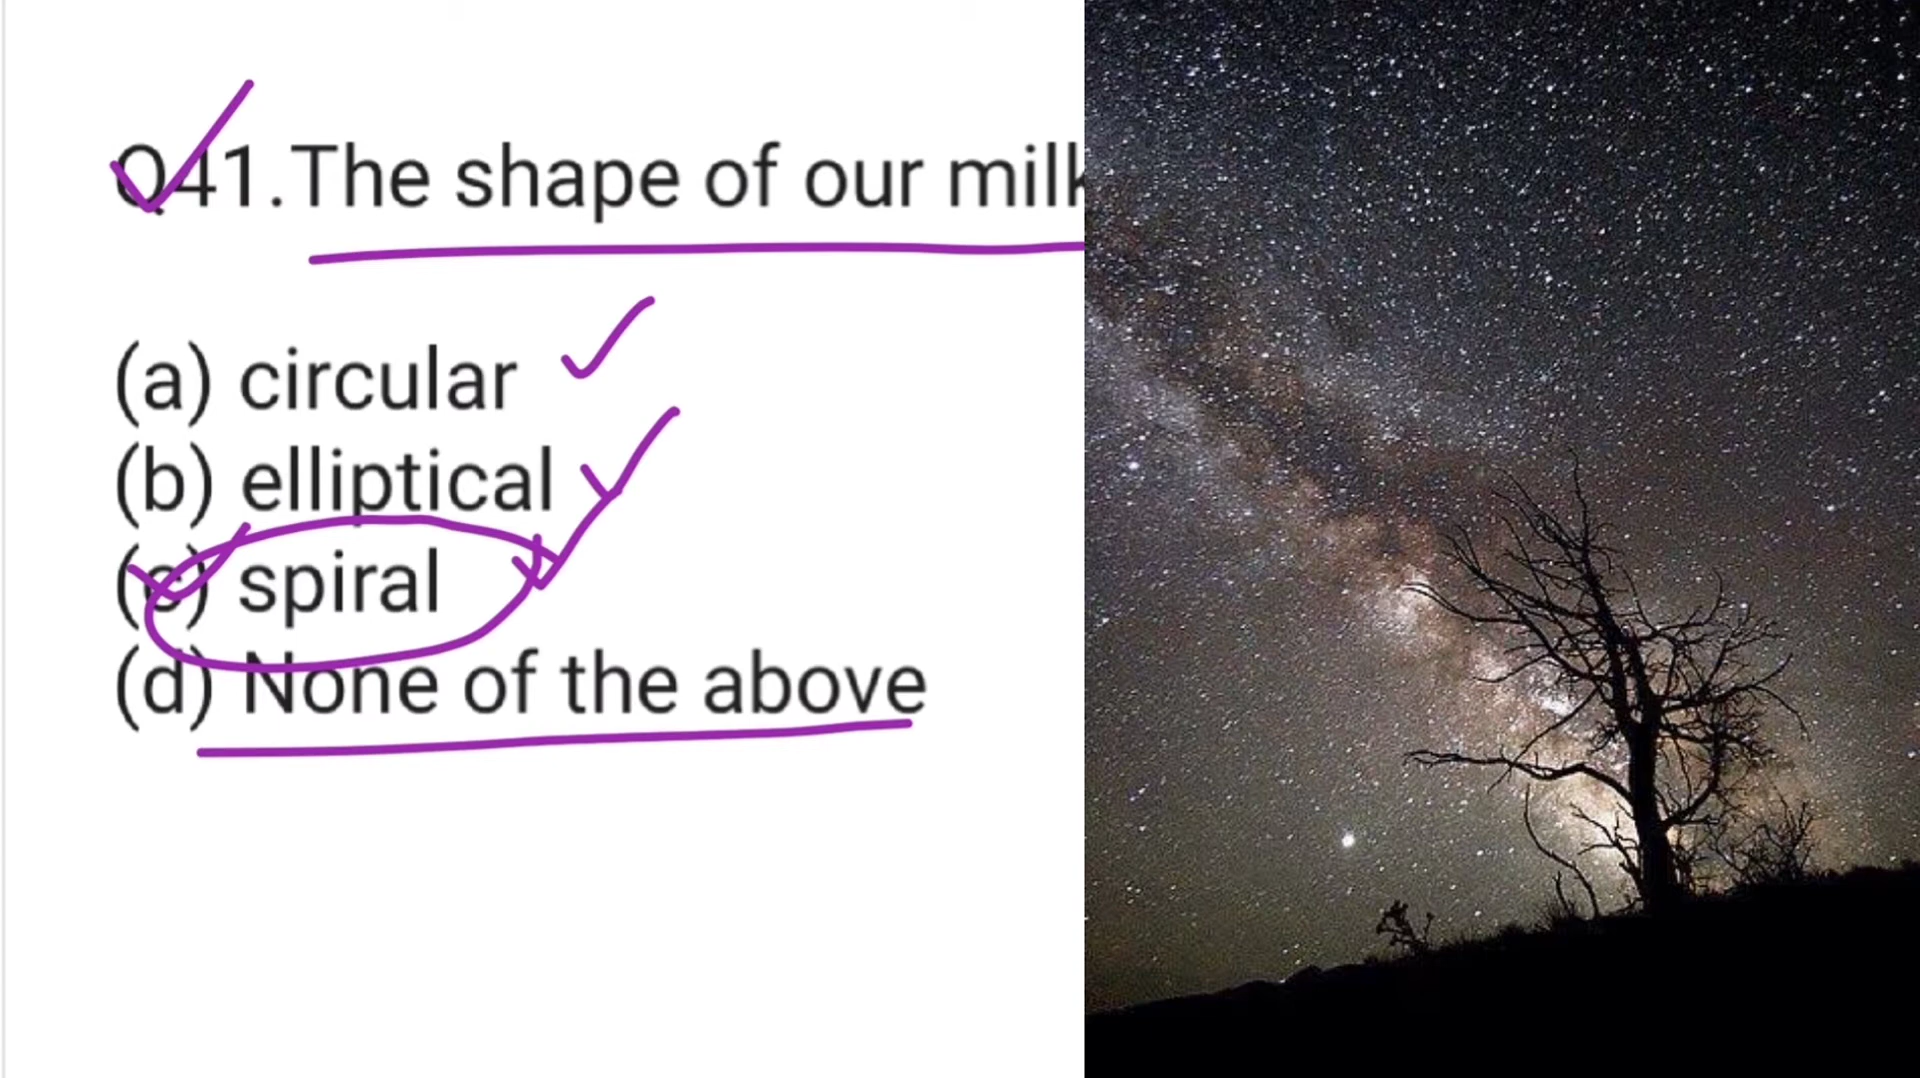 Q41.The shape of our milk
(a) circular
(b) elliptical
(c) spiral
(d) None of the above